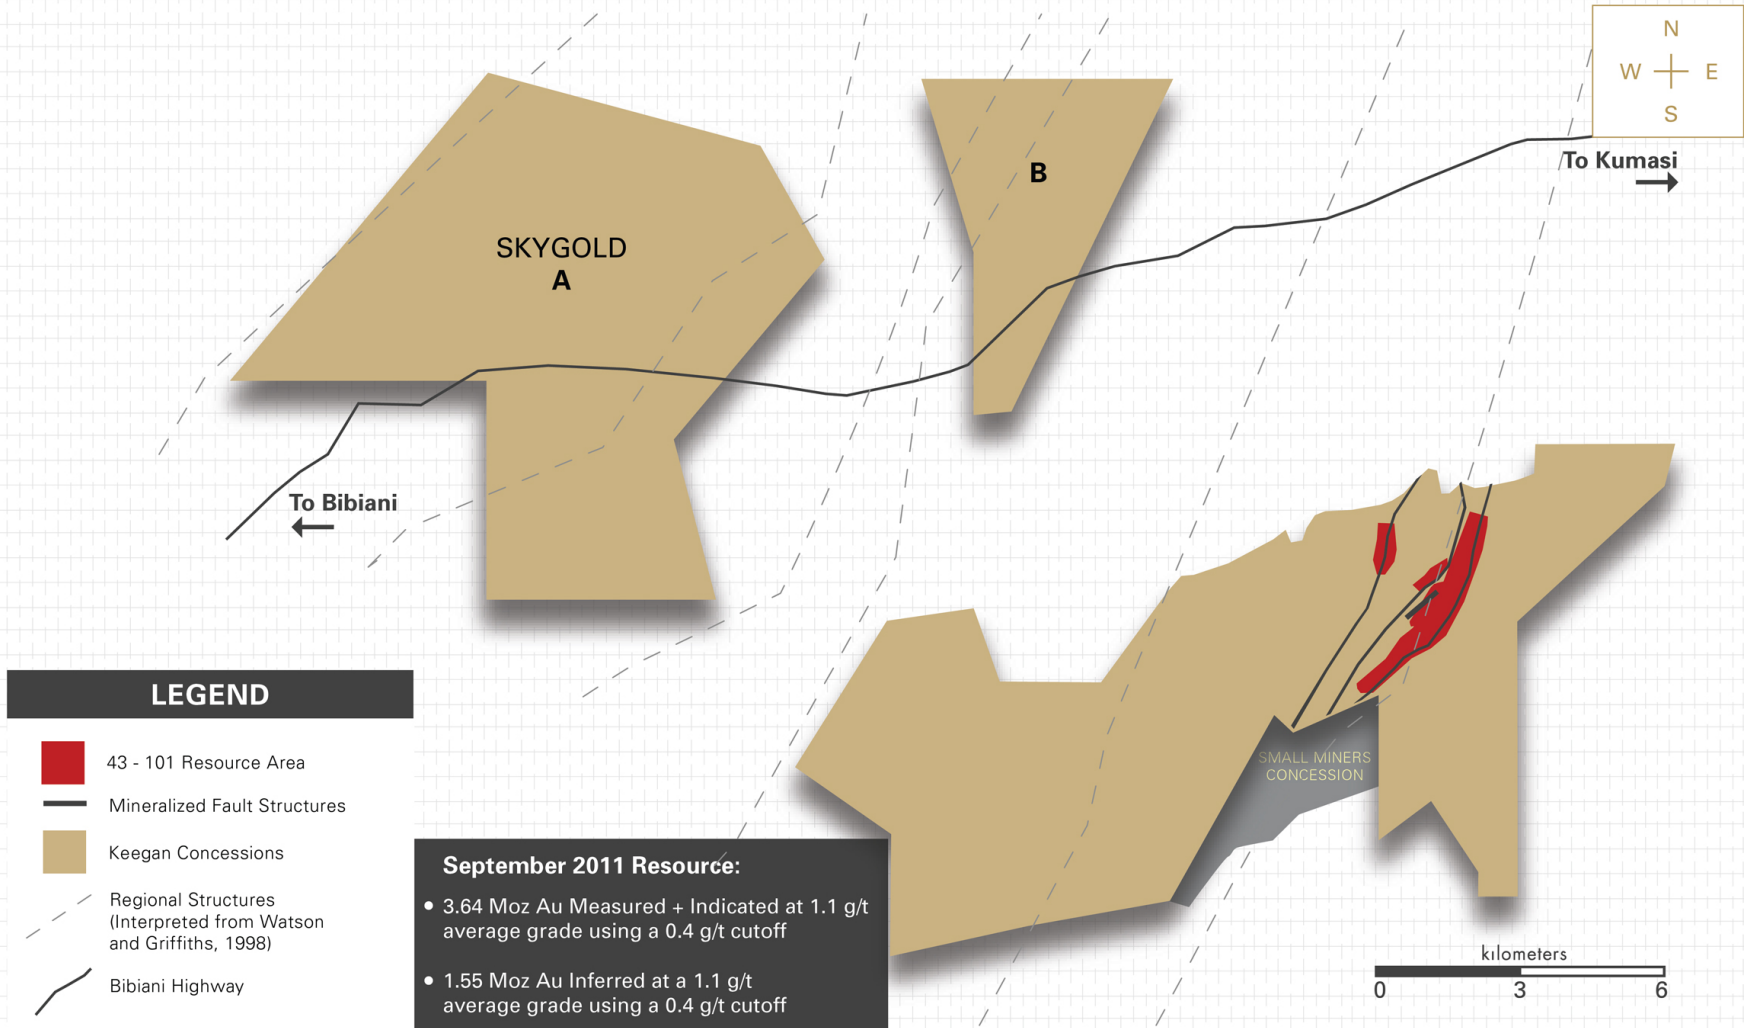 N
W E
S
To Kumasi
B
SKYGOLD
A
To Bibiani
SMALL MINERS
CONCESSION
LEGEND
43 - 101 Resource Area
Mineralized Fault Structures
Keegan Concessions
Regional Structures
(Interpreted from Watson
and Griffiths, 1998)
Bibiani Highway
September 2011 Resource:
• 3.64 Moz Au Measured + Indicated at 1.1 g/t
average grade using a 0.4 g/t cutoff
• 1.55 Moz Au Inferred at a 1.1 g/t
average grade using a 0.4 g/t cutoff
kilometers
0 3 6